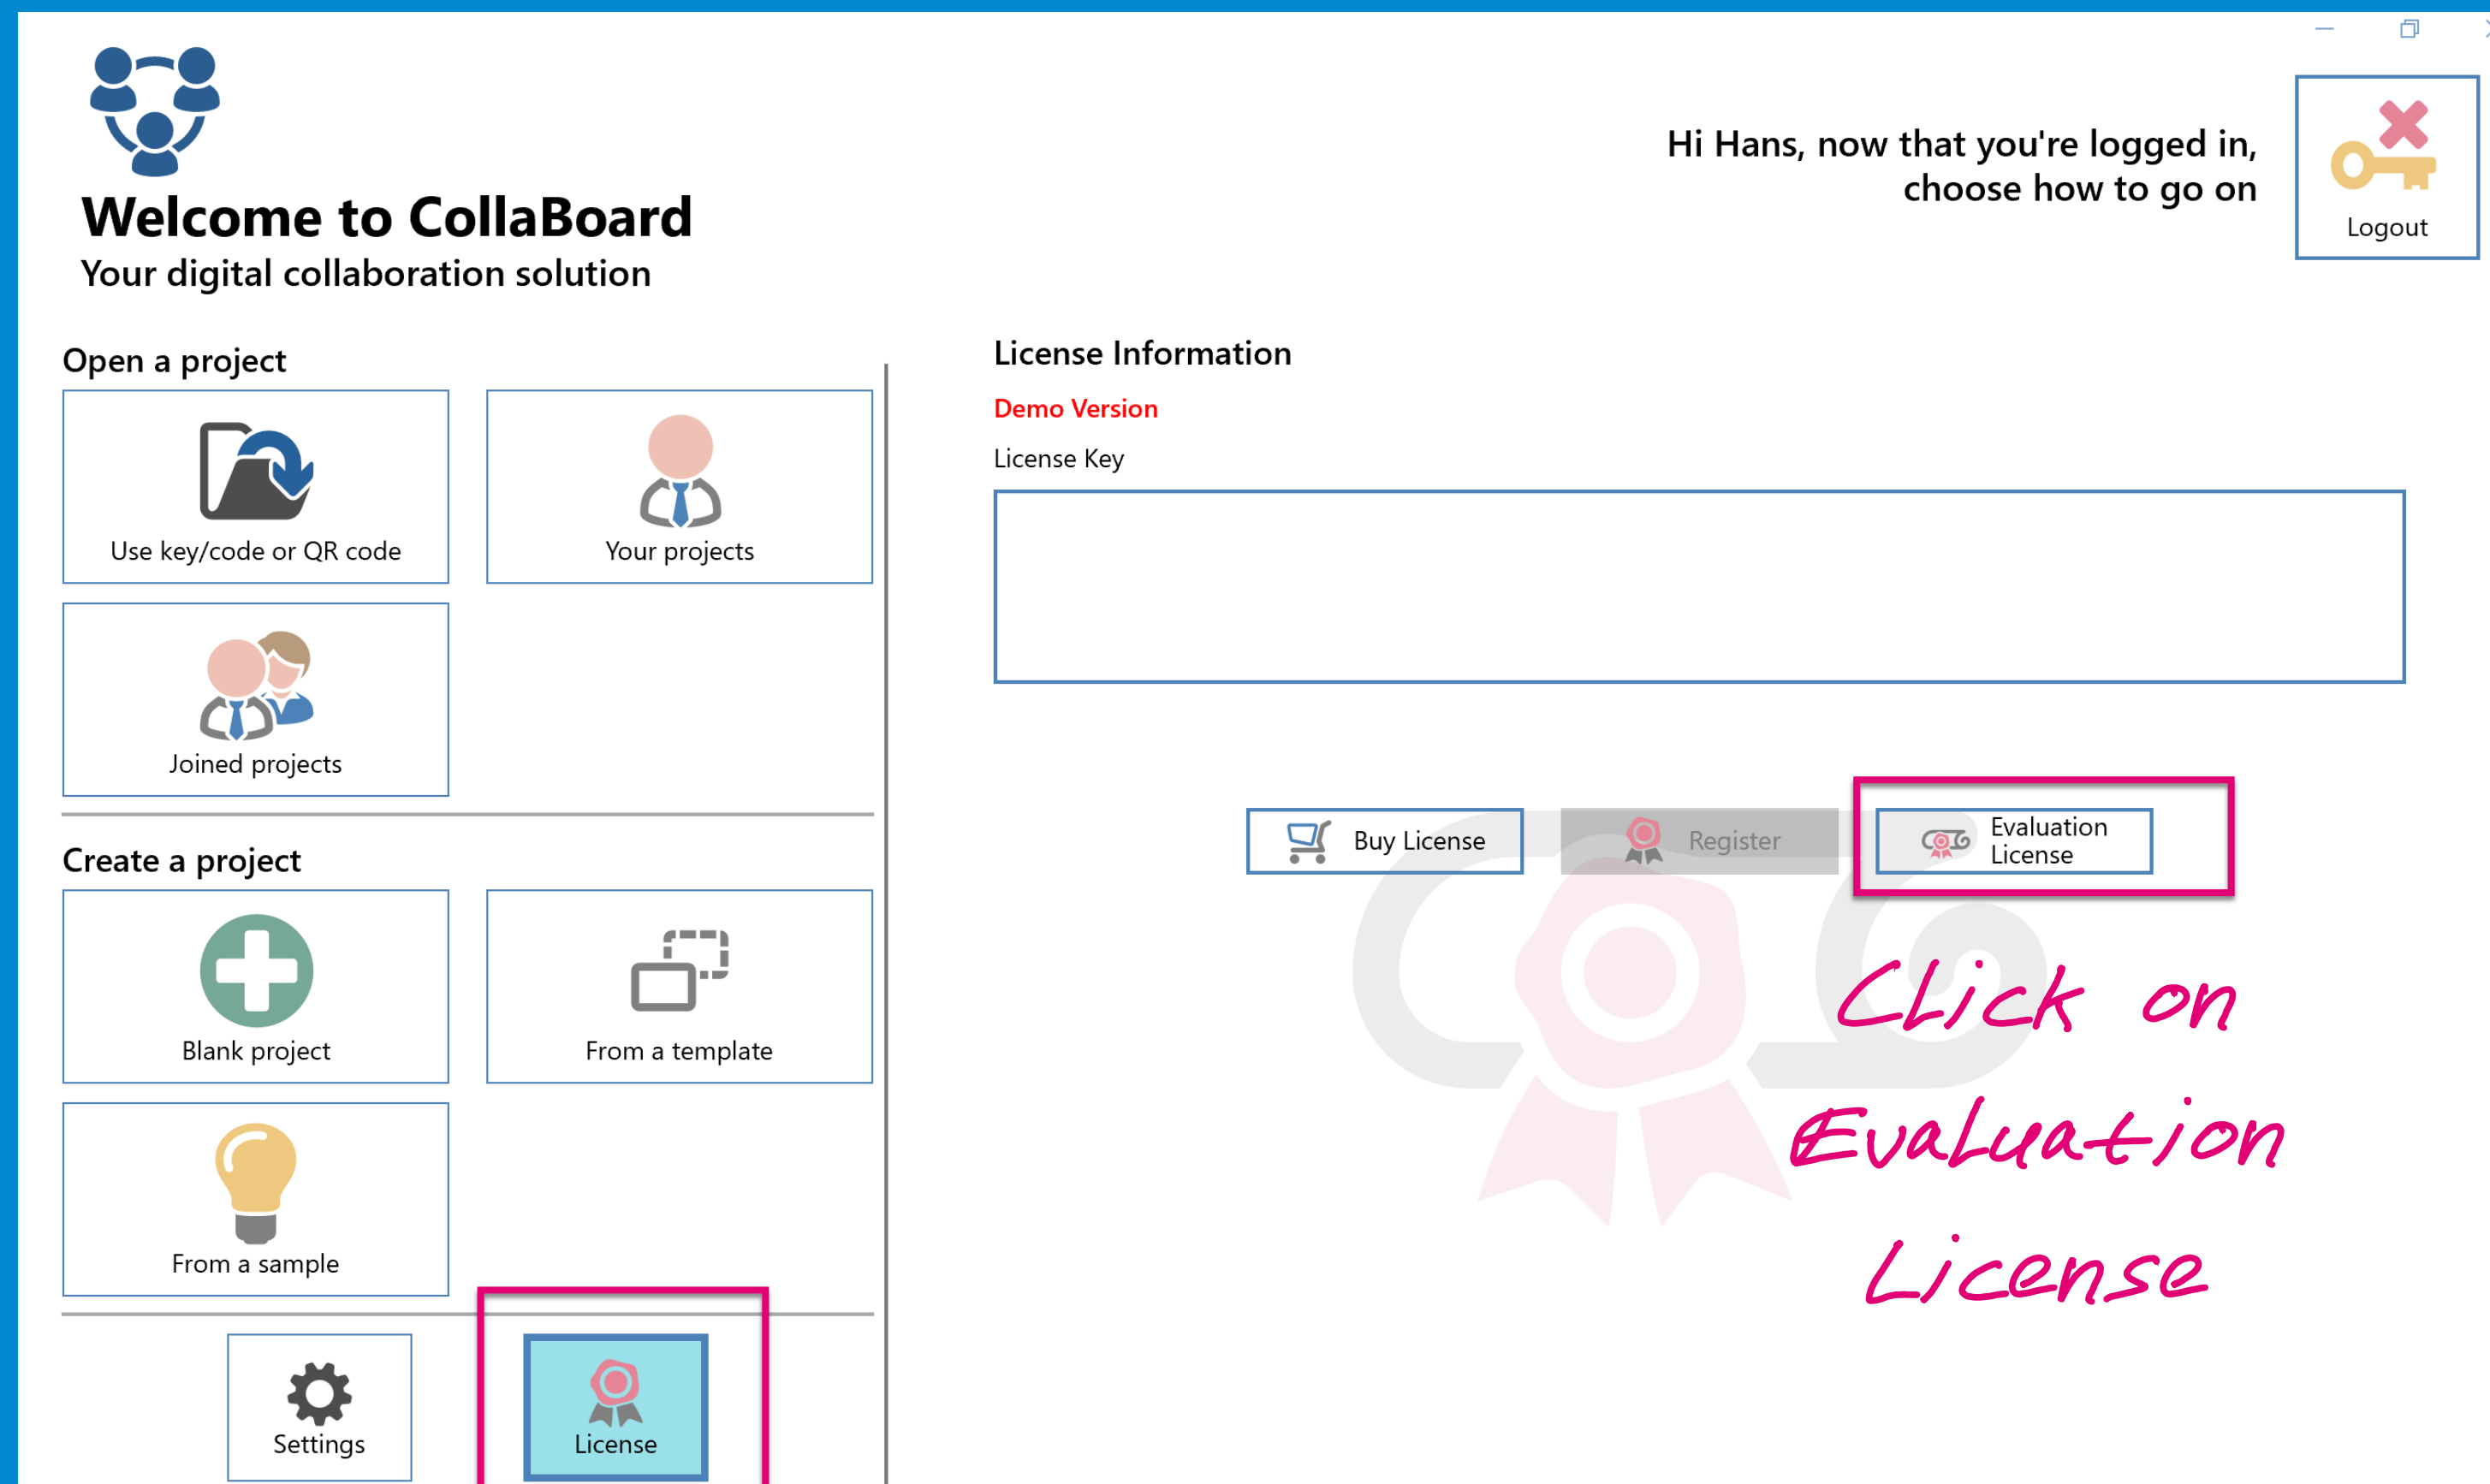 Welcome to CollaBoard
Your digital collaboration solution
Hi Hans, now that you're logged in,
choose how to go on
Logout
Open a project
Use key/code or QR code
Your projects
Joined projects
Create a project
Blank project
From a template
From a sample
Settings
License
License Information
Demo Version
License Key
Buy License
Register
Evaluation
License
Click on
Evaluation
License